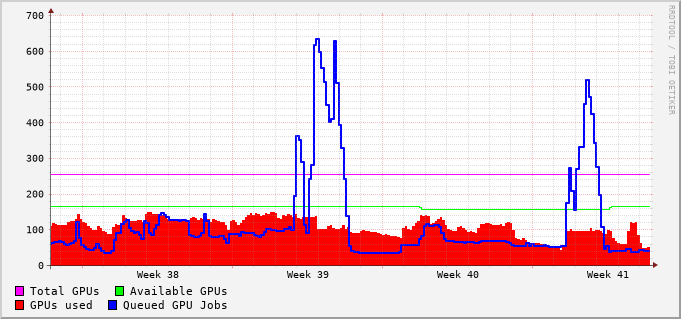 700
600
500
400
300
200
100
0
Week 38 Week 39 Week 40 Week 41
Total GPUs Available GPUs
GPUs used Queued GPU Jobs
RRDTOOL / TOBI OETIKER